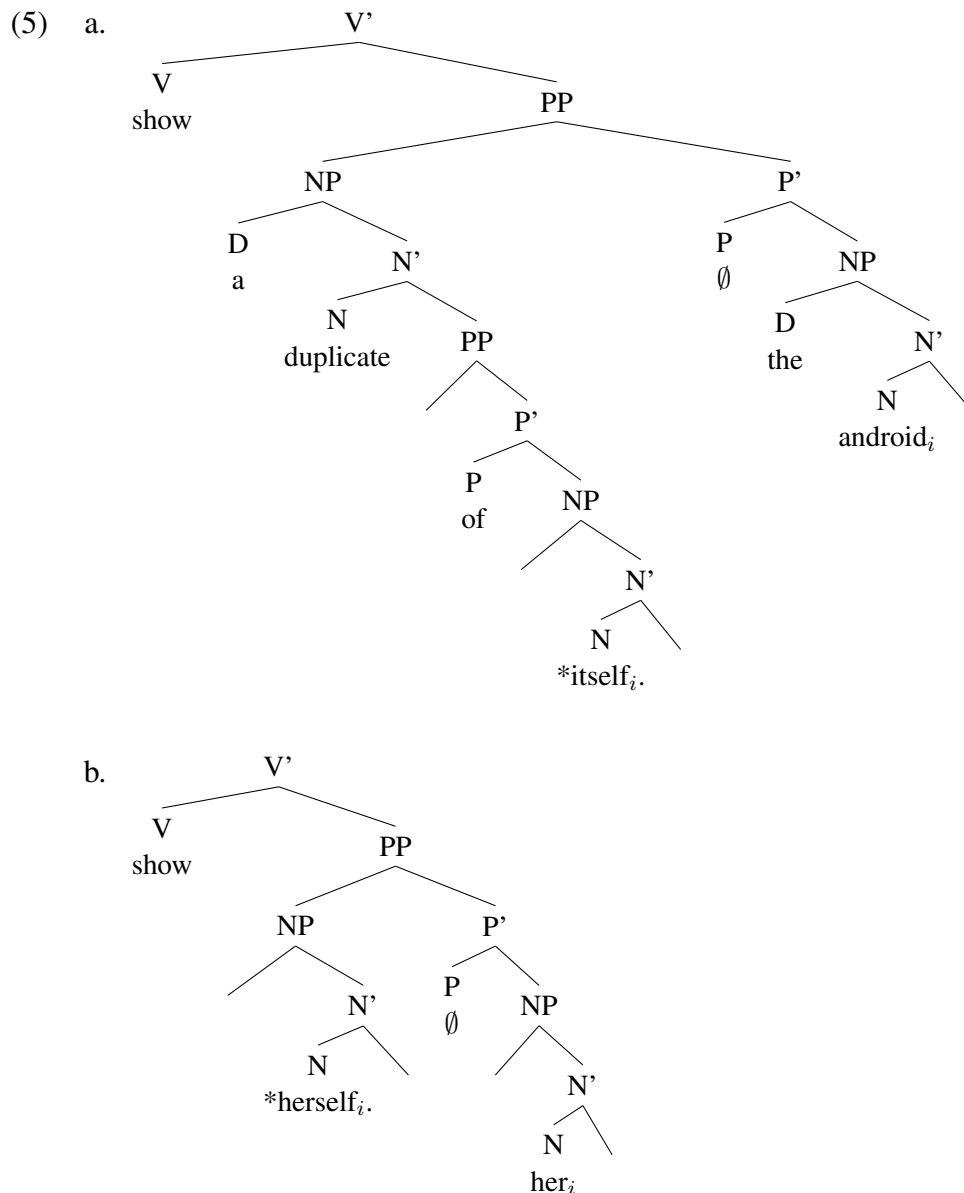 (5) a. V’
V
show
PP
NP P’
D
a
N’
P
∅
NP
N
duplicate
PP
D
the
N’
P’
N
android_i
P
of
NP
N’
N
*itself_i.
b. V’
V
show
PP
NP P’
N’
P
∅
NP
N
*herself_i.
N’
N
her_i